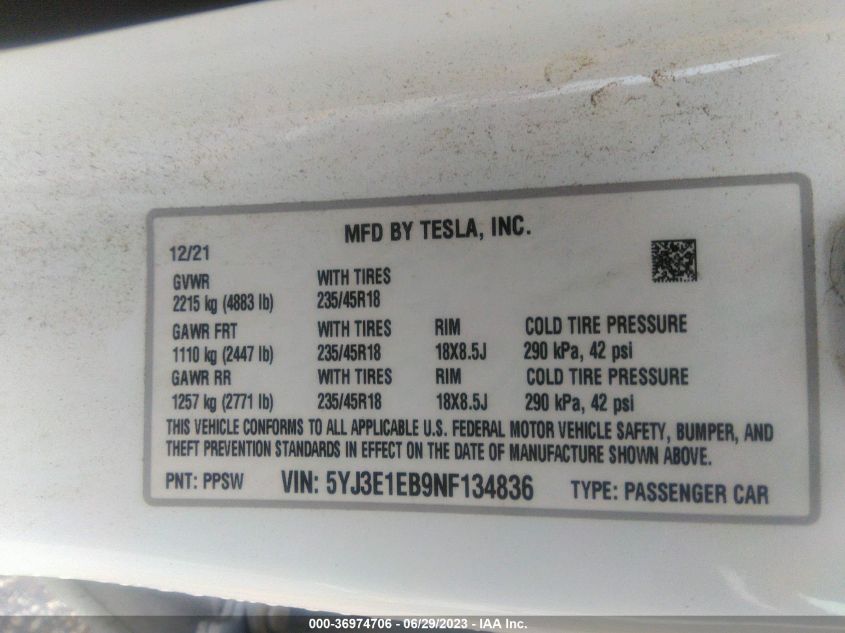 MFD BY TESLA, INC.
12/21
GVWR WITH TIRES
2215 kg (4883 lb) 235/45R18
GAWR FRT WITH TIRES RIM COLD TIRE PRESSURE
1110 kg (2447 lb) 235/45R18 18X8.5J 290 kPa, 42 psi
GAWR RR WITH TIRES RIM COLD TIRE PRESSURE
1257 kg (2771 lb) 235/45R18 18X8.5J 290 kPa, 42 psi
THIS VEHICLE CONFORMS TO ALL APPLICABLE U.S. FEDERAL MOTOR VEHICLE SAFETY, BUMPER, AND
THEFT PREVENTION STANDARDS IN EFFECT ON THE DATE OF MANUFACTURE SHOWN ABOVE.
PNT: PPSW VIN: 5YJ3E1EB9NF134836 TYPE: PASSENGER CAR
000-36974706 - 06/29/2023 - IAA Inc.